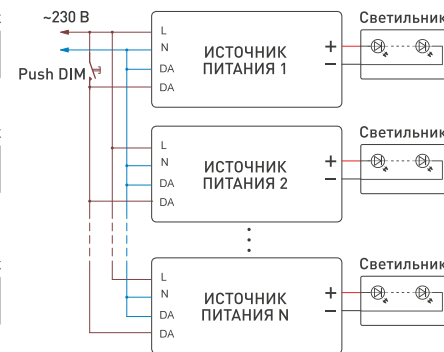 ~230 В
Светильник
L
N
DA
DA
Push DIM
ИСТОЧНИК
ПИТАНИЯ 1
+
−
Светильник
L
N
DA
DA
ИСТОЧНИК
ПИТАНИЯ 2
+
−
Светильник
L
N
DA
DA
ИСТОЧНИК
ПИТАНИЯ N
+
−